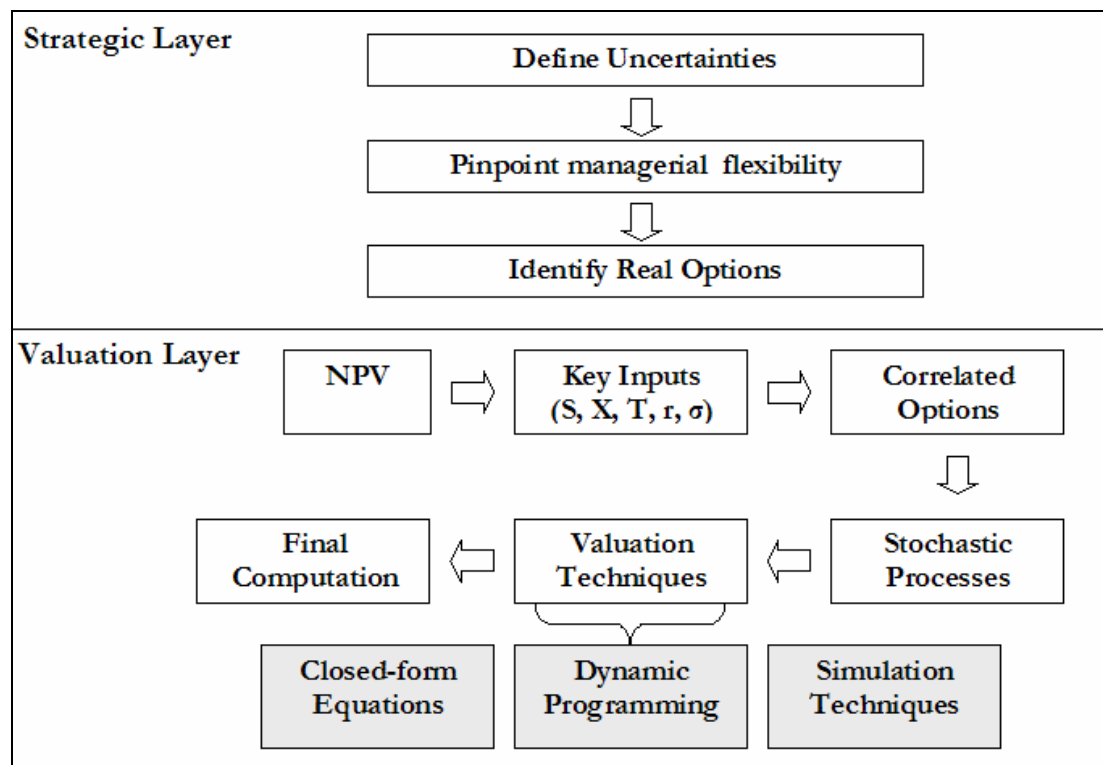 Strategic Layer
Define Uncertainties
Pinpoint managerial flexibility
Identify Real Options
Valuation Layer
NPV
Key Inputs
(S, X, T, r, σ)
Correlated
Options
Final
Computation
Valuation
Techniques
Stochastic
Processes
Closed-form
Equations
Dynamic
Programming
Simulation
Techniques